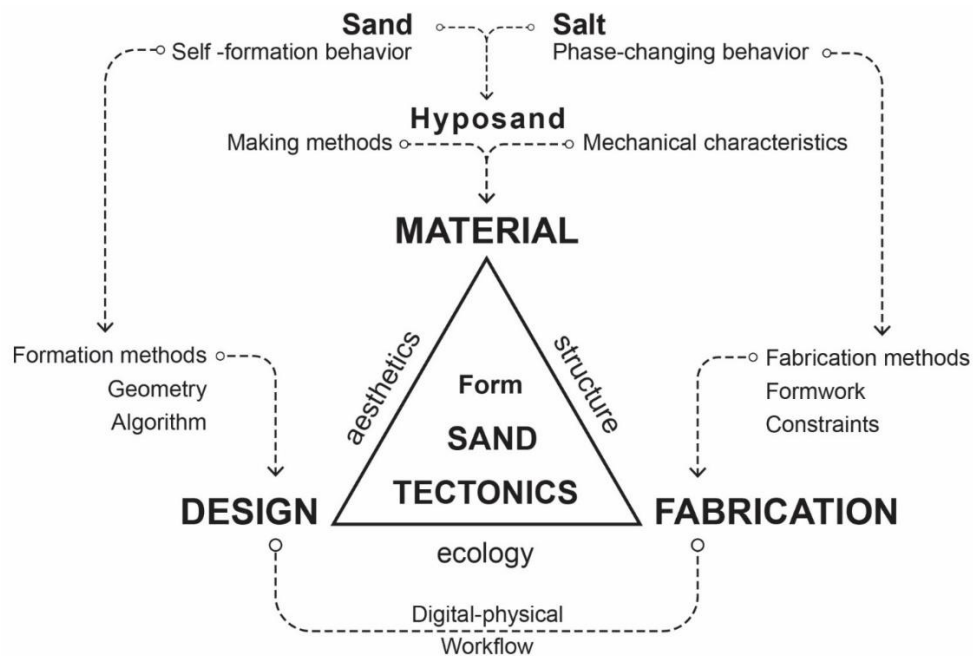 Sand
Salt
Self -formation behavior
Phase-changing behavior
Hyposand
Making methods
Mechanical characteristics
MATERIAL
aesthetics
structure
Formation methods
Geometry
Algorithm
Form
SAND
TECTONICS
Fabrication methods
Formwork
Constraints
DESIGN
FABRICATION
ecology
Digital-physical
Workflow